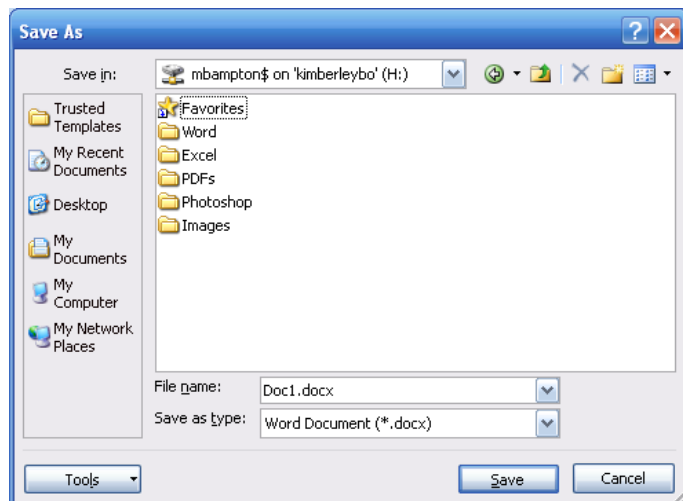 Save As
Save in:
mbampton$ on 'kimberleybo' (H:)
Trusted
Templates
My Recent
Documents
Desktop
My
Documents
My
Computer
My Network
Places
Favorites
Word
Excel
PDFs
Photoshop
Images
File name:
Doc1.docx
Save as type:
Word Document (*.docx)
Tools
Save
Cancel